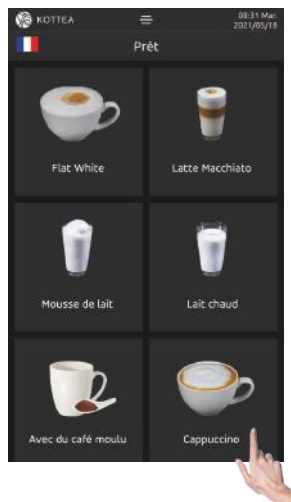 KOTTEA
08:31 Mar.
2021/05/18
Prêt
Flat White
Latte Macchiato
Mousse de lait
Lait chaud
Avec du café moulu
Cappuccino